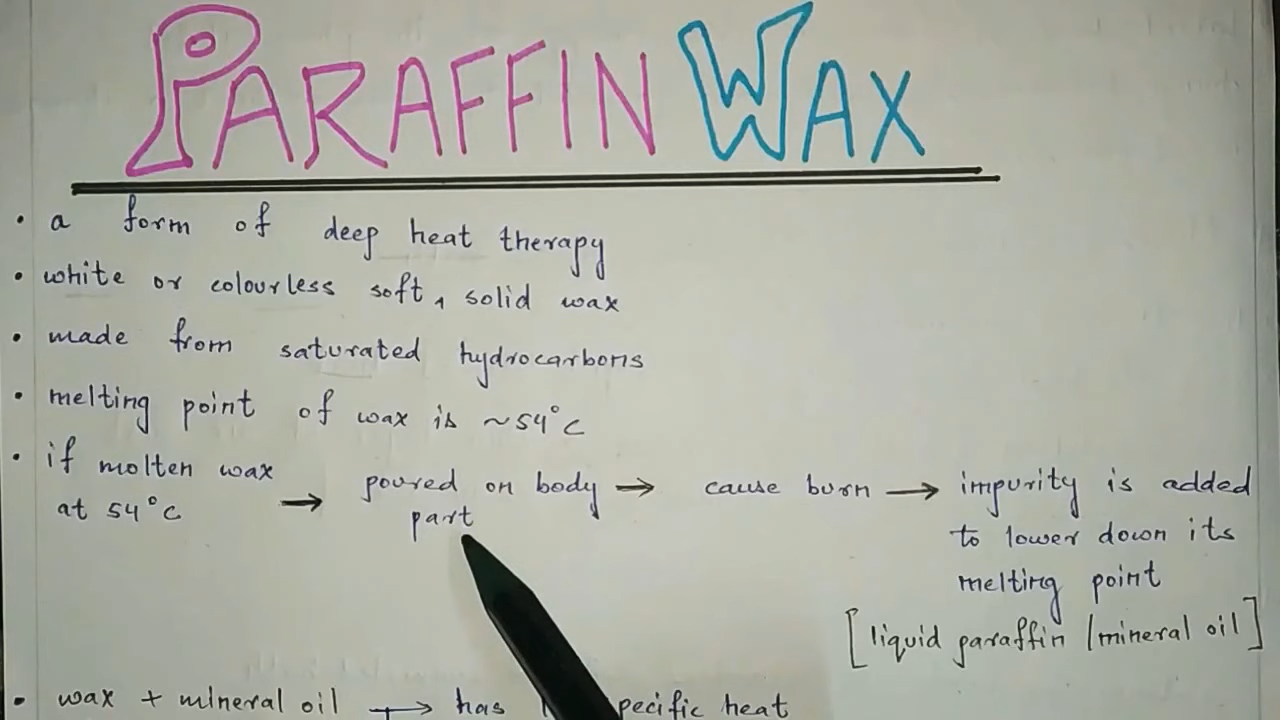 PARAFFIN WAX
• a form of deep heat therapy
• white or colourless soft, solid wax
• made from saturated hydrocarbons
• melting point of wax is ~54°C
• if molten wax at 54°C → poured on body part → cause burn → impurity is added to lower down its melting point
[liquid paraffin / mineral oil]
• wax + mineral oil → has pecific heat